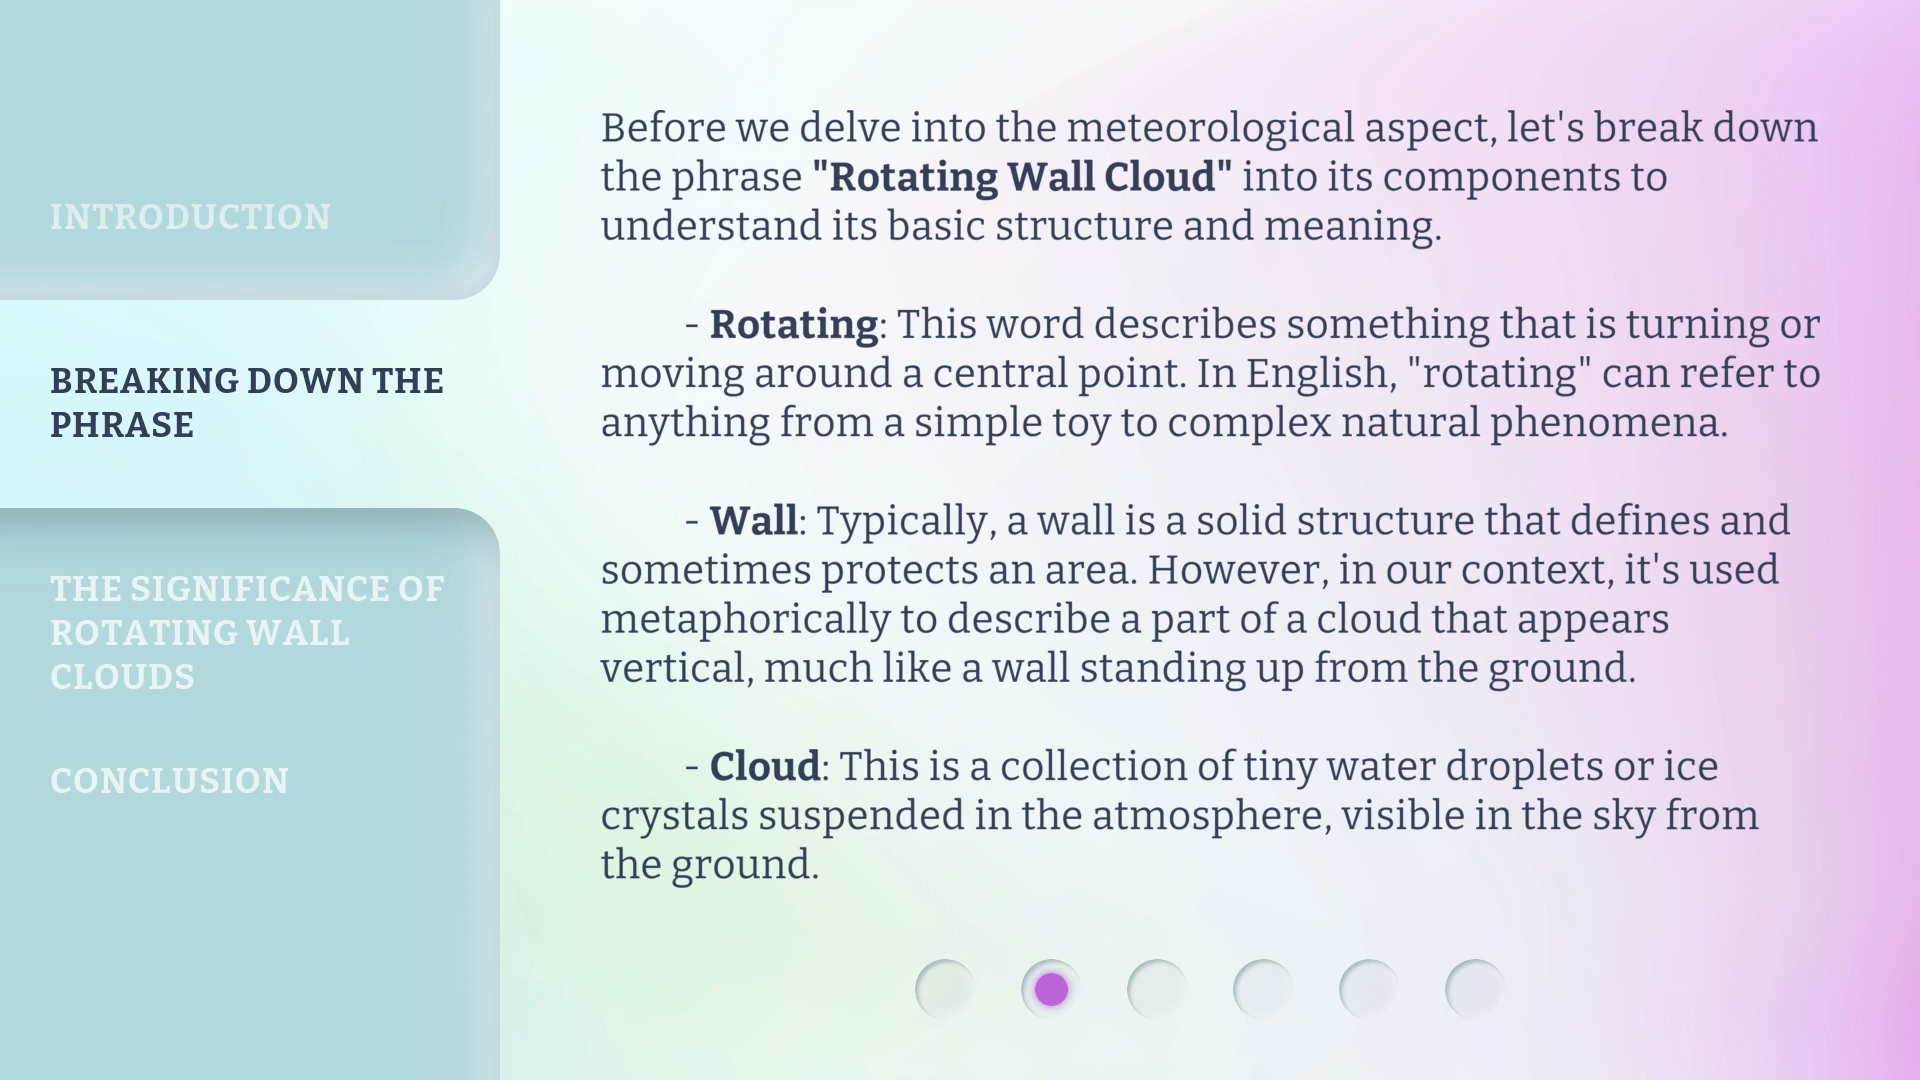 INTRODUCTION
BREAKING DOWN THE
PHRASE
THE SIGNIFICANCE OF
ROTATING WALL
CLOUDS
CONCLUSION
Before we delve into the meteorological aspect, let's break down
the phrase "Rotating Wall Cloud" into its components to
understand its basic structure and meaning.
- Rotating: This word describes something that is turning or
moving around a central point. In English, "rotating" can refer to
anything from a simple toy to complex natural phenomena.
- Wall: Typically, a wall is a solid structure that defines and
sometimes protects an area. However, in our context, it's used
metaphorically to describe a part of a cloud that appears
vertical, much like a wall standing up from the ground.
- Cloud: This is a collection of tiny water droplets or ice
crystals suspended in the atmosphere, visible in the sky from
the ground.